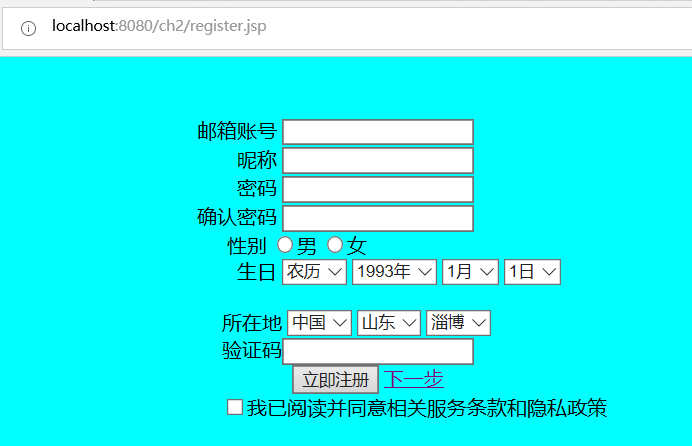 localhost:8080/ch2/register.jsp
邮箱账号
昵称
密码
确认密码
性别 男 女
生日 农历 1993年 1月 1日
所在地 中国 山东 淄博
验证码
立即注册 下一步
我已阅读并同意相关服务条款和隐私政策